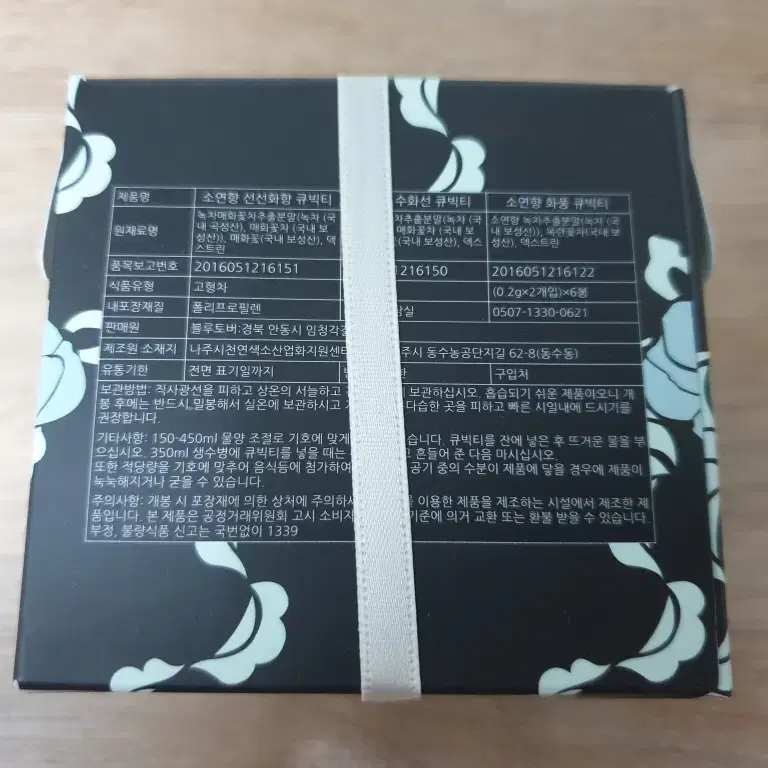 제품명 소연향 선선화항 큐빅티 수화선 큐빅티 소연향 화풍 큐빅티
원재료명 녹차매화꽃차추출분말(녹차 (국 차추출분말(녹차 (국 소연향 녹차추출분말(녹차(국내
내 곡성산), 매화꽃차 (국내 보 꽃차 (국내 보 보성산)), 목련꽃차(국내 보
성산)), 매화꽃(국내 보성산), 덱 (국내 보성산), 덱스 성산), 덱스트린
스트린
품목보고번호 2016051216151 1216150 2016051216122
식품유형 고형차 (0.2g×2개입)×6봉
내포장재질 폴리프로필렌 0507-1330-0621
판매원 블루토버:경북 안동시 임청각길
제조원 소재지 나주시천연색소산업화지원센터 주시 동수농공단지길 62-8(동수동)
유통기한 전면 표기일까지 구입처
보관방법: 직사광선을 피하고 상온의 서늘하고 보관하십시오. 흡습되기 쉬운 제품이오니 개
봉 후에는 반드시,밀봉해서 실온에 보관하시고 다습한 곳을 피하고 빠른 시일내에 드시기를
권장합니다.
기타사항: 150-450ml 물양 조절로 기호에 맞게 습니다. 큐빅티를 잔에 넣은 후 뜨거운 물을 부
으십시오. 350ml 생수병에 큐빅티를 넣을 때는 고 흔들어 준 다음 마시십시오.
또한 적당량을 기호에 맞추어 음식등에 첨가하여 공기 중의 수분이 제품에 닿을 경우에 제품이
눅눅해지거나 굳을 수 있습니다.
주의사항: 개봉 시 포장재에 의한 상처에 주의하시 를 이용한 제품을 제조하는 시설에서 제조한 제
품입니다. 본 제품은 공정거래위원회 고시 소비자 기준에 의거 교환 또는 환불 받을 수 있습니다.
부정, 불량식품 신고는 국번없이 1339